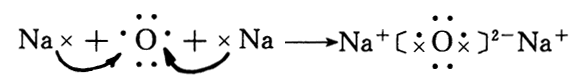 Na× + ·Ö· + ×Na ⟶ Na⁺ [×Ö×]²⁻ Na⁺